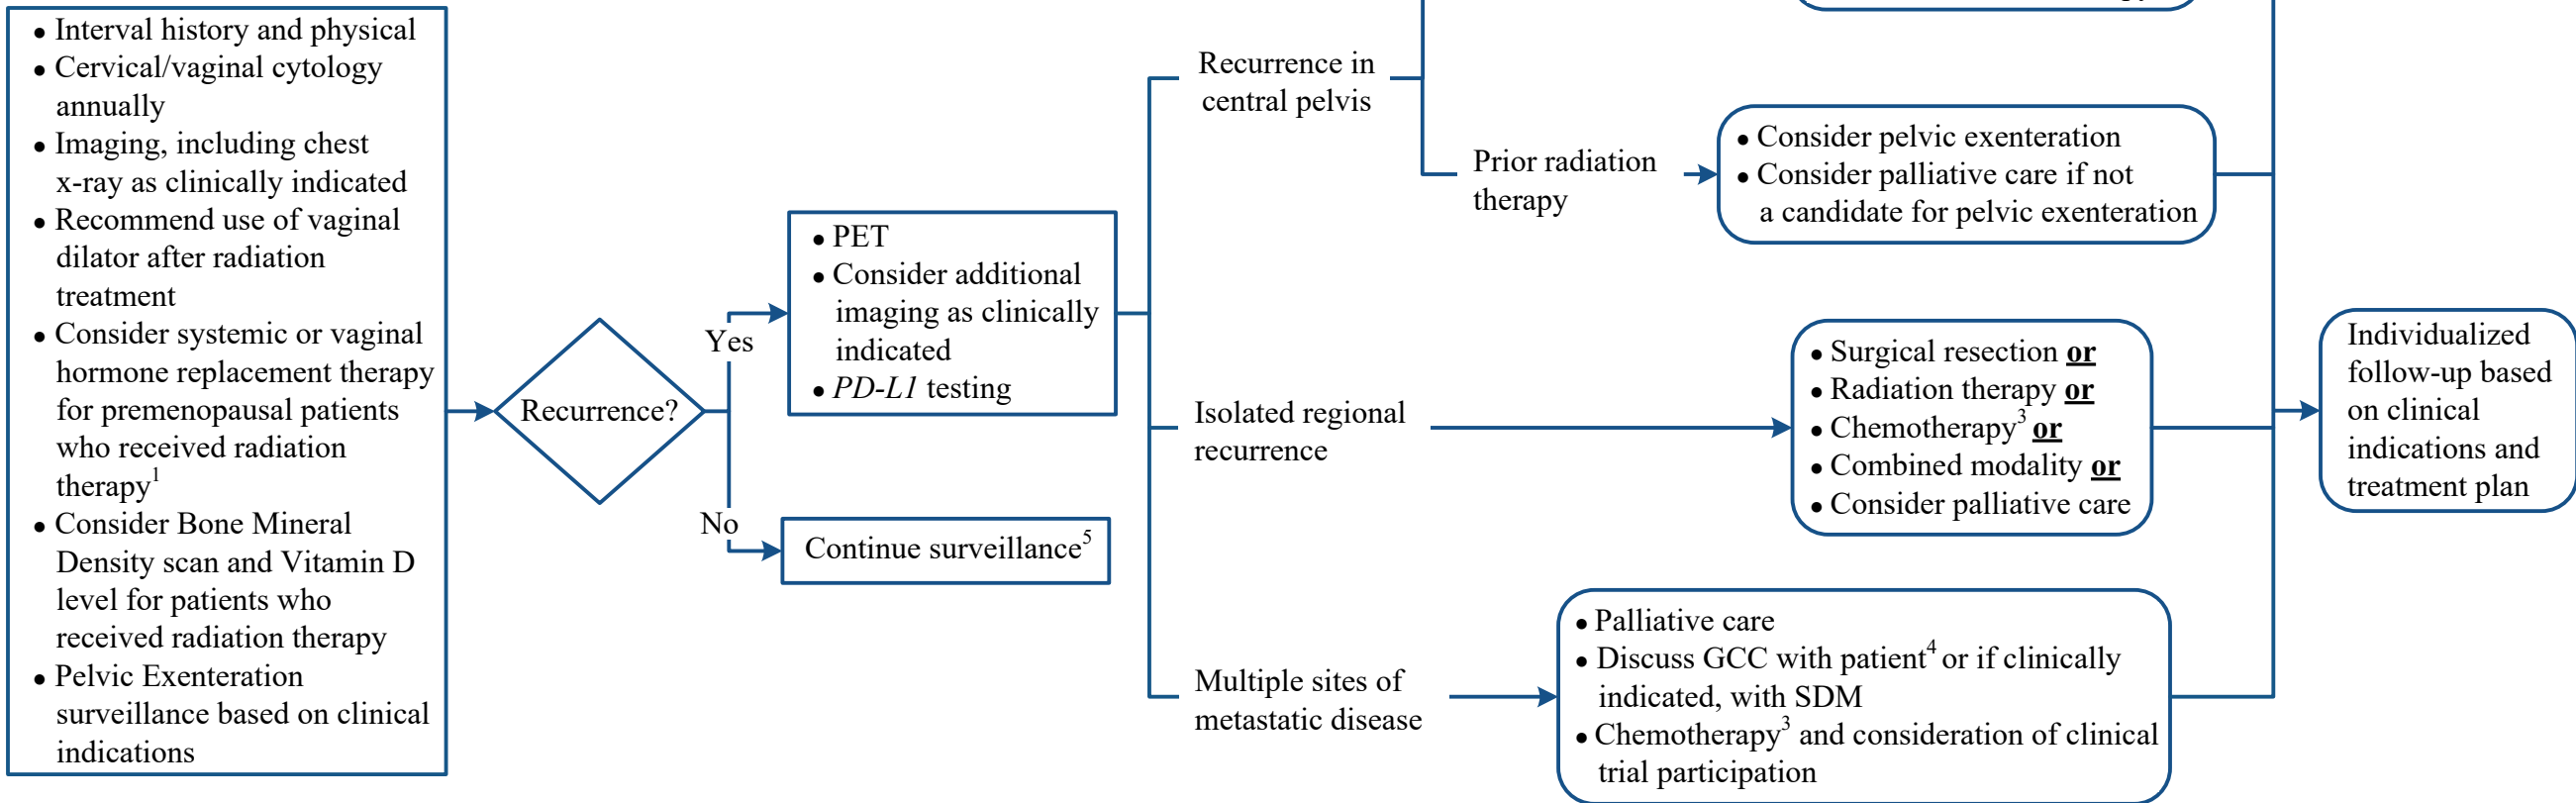 • Interval history and physical
• Cervical/vaginal cytology
annually
• Imaging, including chest
x-ray as clinically indicated
• Recommend use of vaginal
dilator after radiation
treatment
• Consider systemic or vaginal
hormone replacement therapy
for premenopausal patients
who received radiation
therapy1
• Consider Bone Mineral
Density scan and Vitamin D
level for patients who
received radiation therapy
• Pelvic Exenteration
surveillance based on clinical
indications
Recurrence?
Yes
No
• PET
• Consider additional
imaging as clinically
indicated
• PD-L1 testing
Continue surveillance5
Recurrence in
central pelvis
Prior radiation
therapy
• Consider pelvic exenteration
• Consider palliative care if not
a candidate for pelvic exenteration
Isolated regional
recurrence
• Surgical resection or
• Radiation therapy or
• Chemotherapy3 or
• Combined modality or
• Consider palliative care
Multiple sites of
metastatic disease
• Palliative care
• Discuss GCC with patient4 or if clinically
indicated, with SDM
• Chemotherapy3 and consideration of clinical
trial participation
Individualized
follow-up based
on clinical
indications and
treatment plan